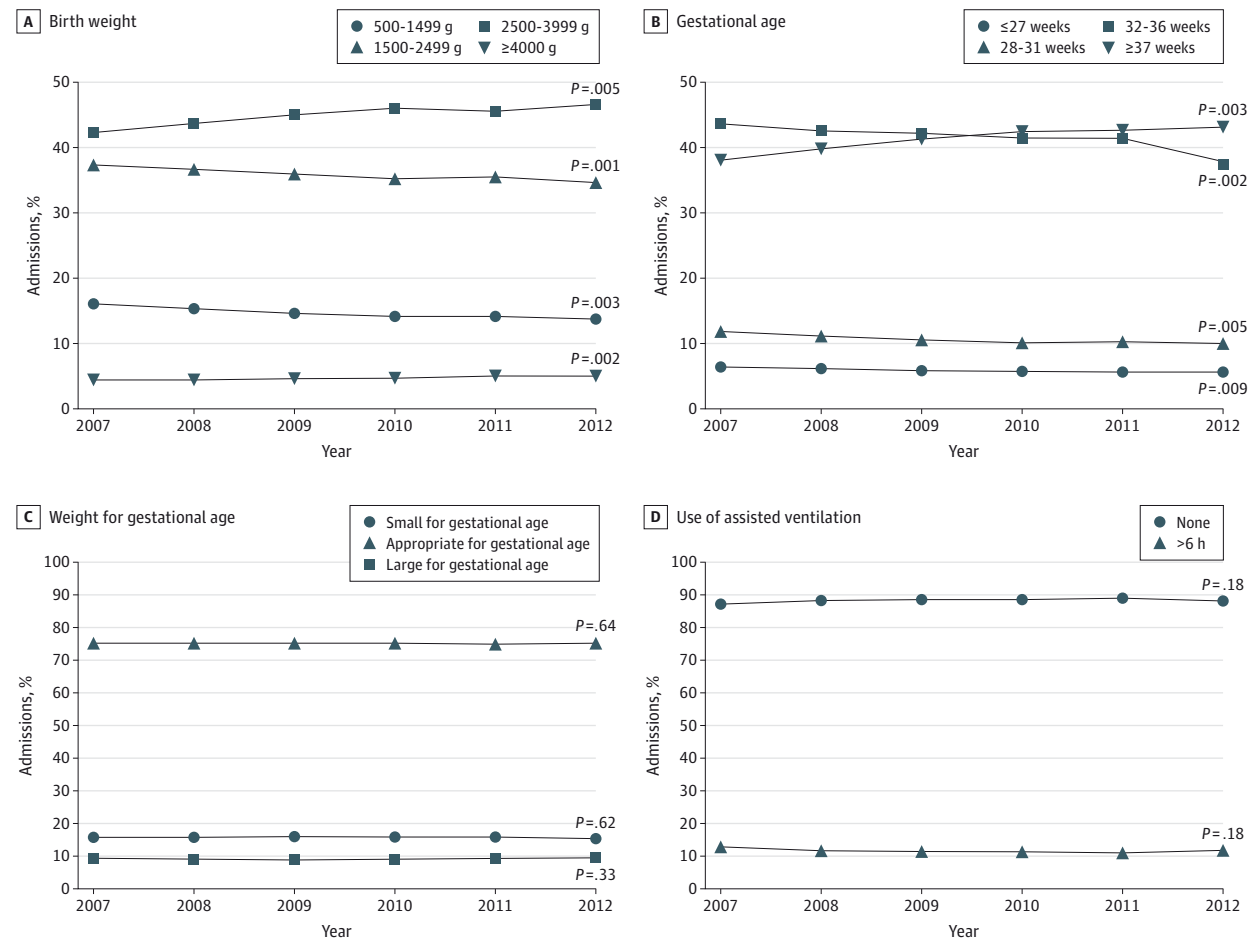 A Birth weight
500-1499 g
2500-3999 g
1500-2499 g
≥4000 g
50
40
30
20
10
0
Admissions, %
P=.005
P=.001
P=.003
P=.002
2007 2008 2009 2010 2011 2012
Year
B Gestational age
≤27 weeks
32-36 weeks
28-31 weeks
≥37 weeks
50
40
30
20
10
0
Admissions, %
P=.003
P=.002
P=.005
P=.009
2007 2008 2009 2010 2011 2012
Year
C Weight for gestational age
Small for gestational age
Appropriate for gestational age
Large for gestational age
100
90
80
70
60
50
40
30
20
10
0
Admissions, %
P=.64
P=.62
P=.33
2007 2008 2009 2010 2011 2012
Year
D Use of assisted ventilation
None
>6 h
100
90
80
70
60
50
40
30
20
10
0
Admissions, %
P=.18
P=.18
2007 2008 2009 2010 2011 2012
Year